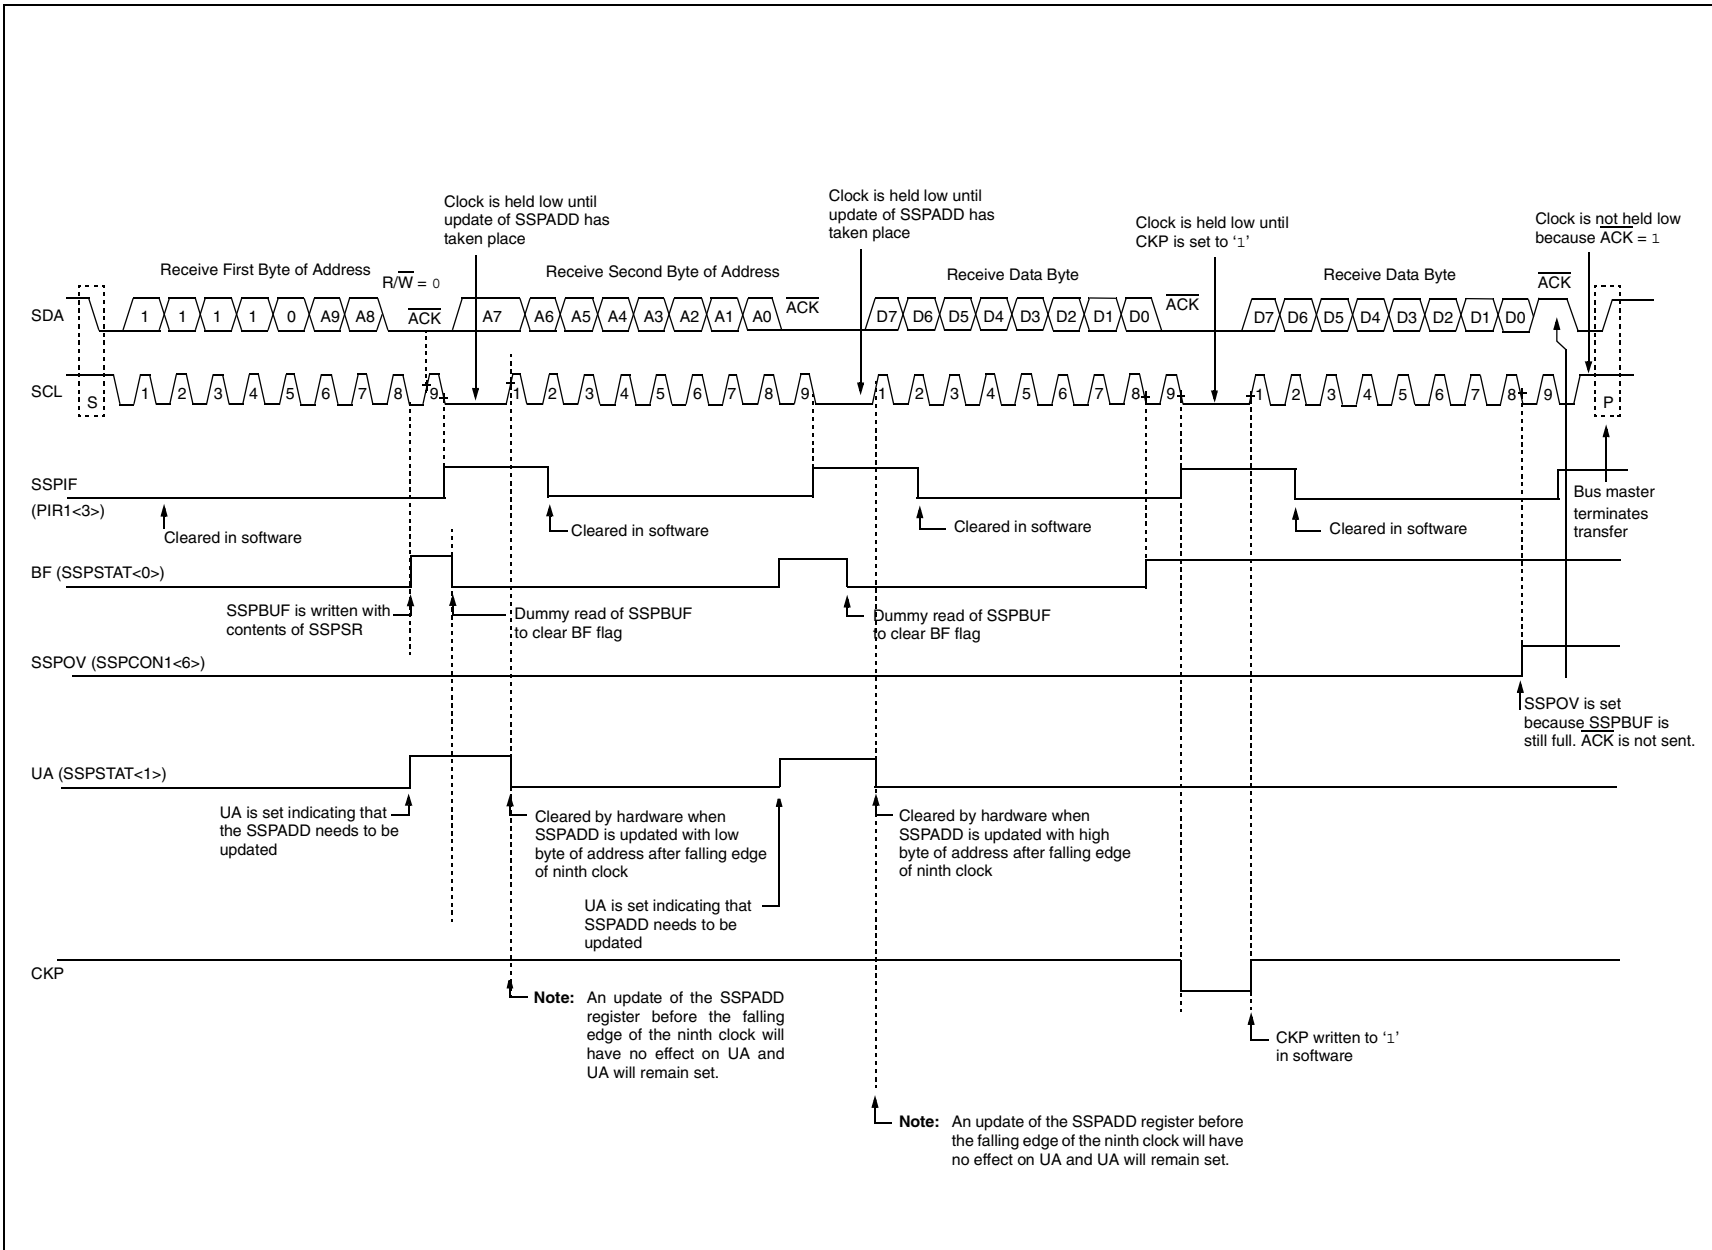 Clock is held low until
update of SSPADD has
taken place
Clock is held low until
update of SSPADD has
taken place
Clock is held low until
CKP is set to ‘1’
Clock is not held low
because ACK = 1
Receive First Byte of Address
R/W = 0
Receive Second Byte of Address
Receive Data Byte
Receive Data Byte
SDA
1 1 1 1 0 A9 A8 ACK
A7 A6 A5 A4 A3 A2 A1 A0 ACK
D7 D6 D5 D4 D3 D2 D1 D0 ACK
D7 D6 D5 D4 D3 D2 D1 D0 ACK
SCL
S 1 2 3 4 5 6 7 8 9
1 2 3 4 5 6 7 8 9
1 2 3 4 5 6 7 8 9
1 2 3 4 5 6 7 8 9 P
SSPIF
(PIR1<3>)
Cleared in software
Cleared in software
Cleared in software
Cleared in software
Bus master
terminates
transfer
BF (SSPSTAT<0>)
SSPBUF is written with
contents of SSPSR
Dummy read of SSPBUF
to clear BF flag
Dummy read of SSPBUF
to clear BF flag
SSPOV (SSPCON1<6>)
SSPOV is set
because SSPBUF is
still full. ACK is not sent.
UA (SSPSTAT<1>)
UA is set indicating that
the SSPADD needs to be
updated
Cleared by hardware when
SSPADD is updated with low
byte of address after falling edge
of ninth clock
UA is set indicating that
SSPADD needs to be
updated
Cleared by hardware when
SSPADD is updated with high
byte of address after falling edge
of ninth clock
CKP
Note: An update of the SSPADD
register before the falling
edge of the ninth clock will
have no effect on UA and
UA will remain set.
CKP written to ‘1’
in software
Note: An update of the SSPADD register before
the falling edge of the ninth clock will have
no effect on UA and UA will remain set.